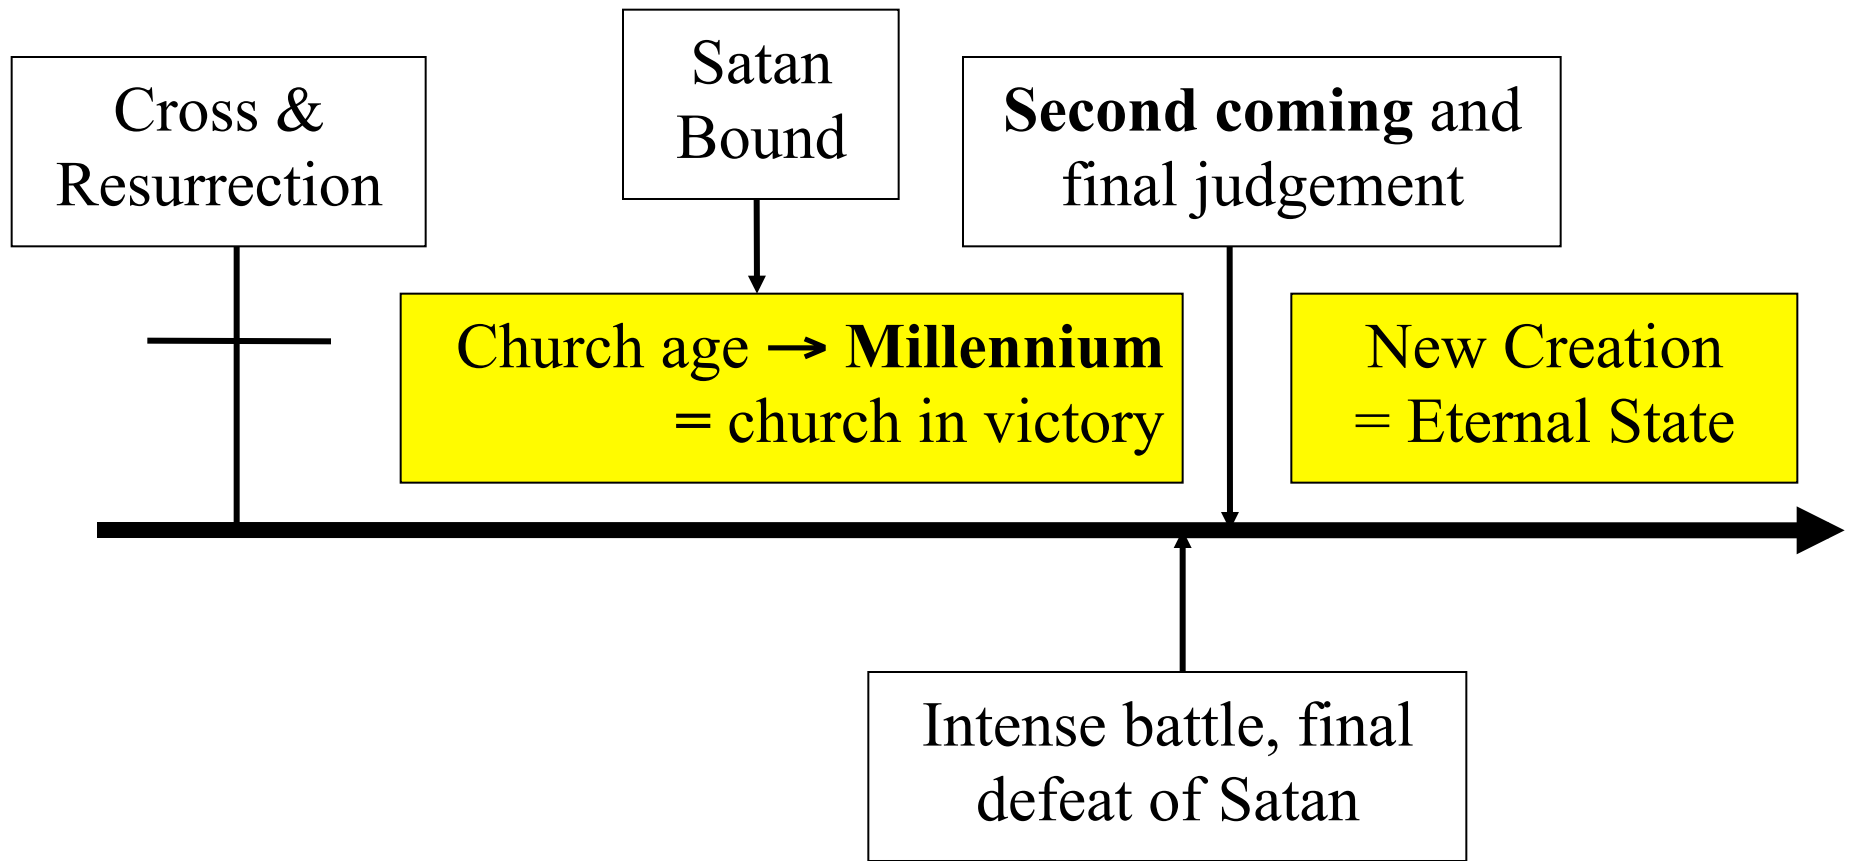 Cross &
Resurrection
Satan
Bound
Second coming and
final judgement
Church age → Millennium
= church in victory
New Creation
= Eternal State
Intense battle, final
defeat of Satan